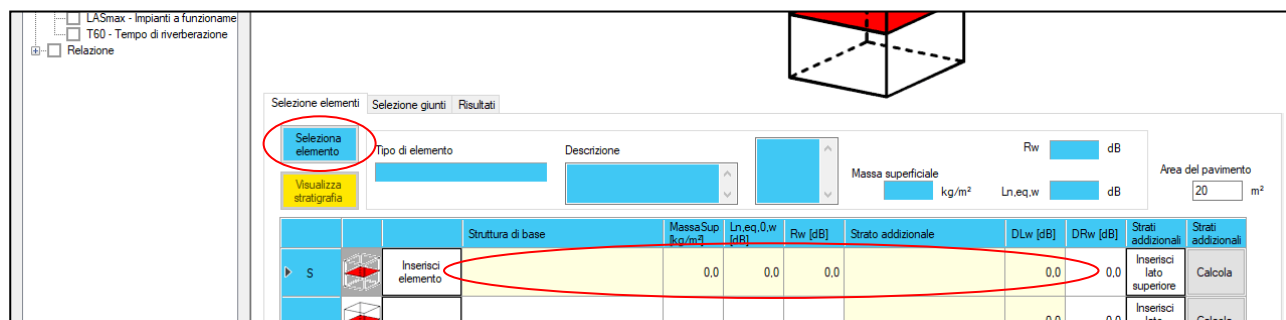 LASmax - Impianti a funzioname
T60 - Tempo di riverberazione
Relazione
Selezione elementi Selezione giunti Risultati
Seleziona
elemento
Tipo di elemento
Descrizione
Rw dB
Massa superficiale
kg/m²
Ln,eq,w dB
Area del pavimento
20 m²
Visualizza
stratigrafia
Struttura di base
MassaSup
[kg/m²]
Ln,eq,0,w
[dB]
Rw [dB]
Strato addizionale
DLw [dB]
DRw [dB]
Strati
addizionali
Strati
addizionali
S
Inserisci
elemento
0,0
0,0
0,0
0,0
0,0
Inserisci
lato
superiore
Calcola
0,0
0,0
Inserisci
lato
Calcola